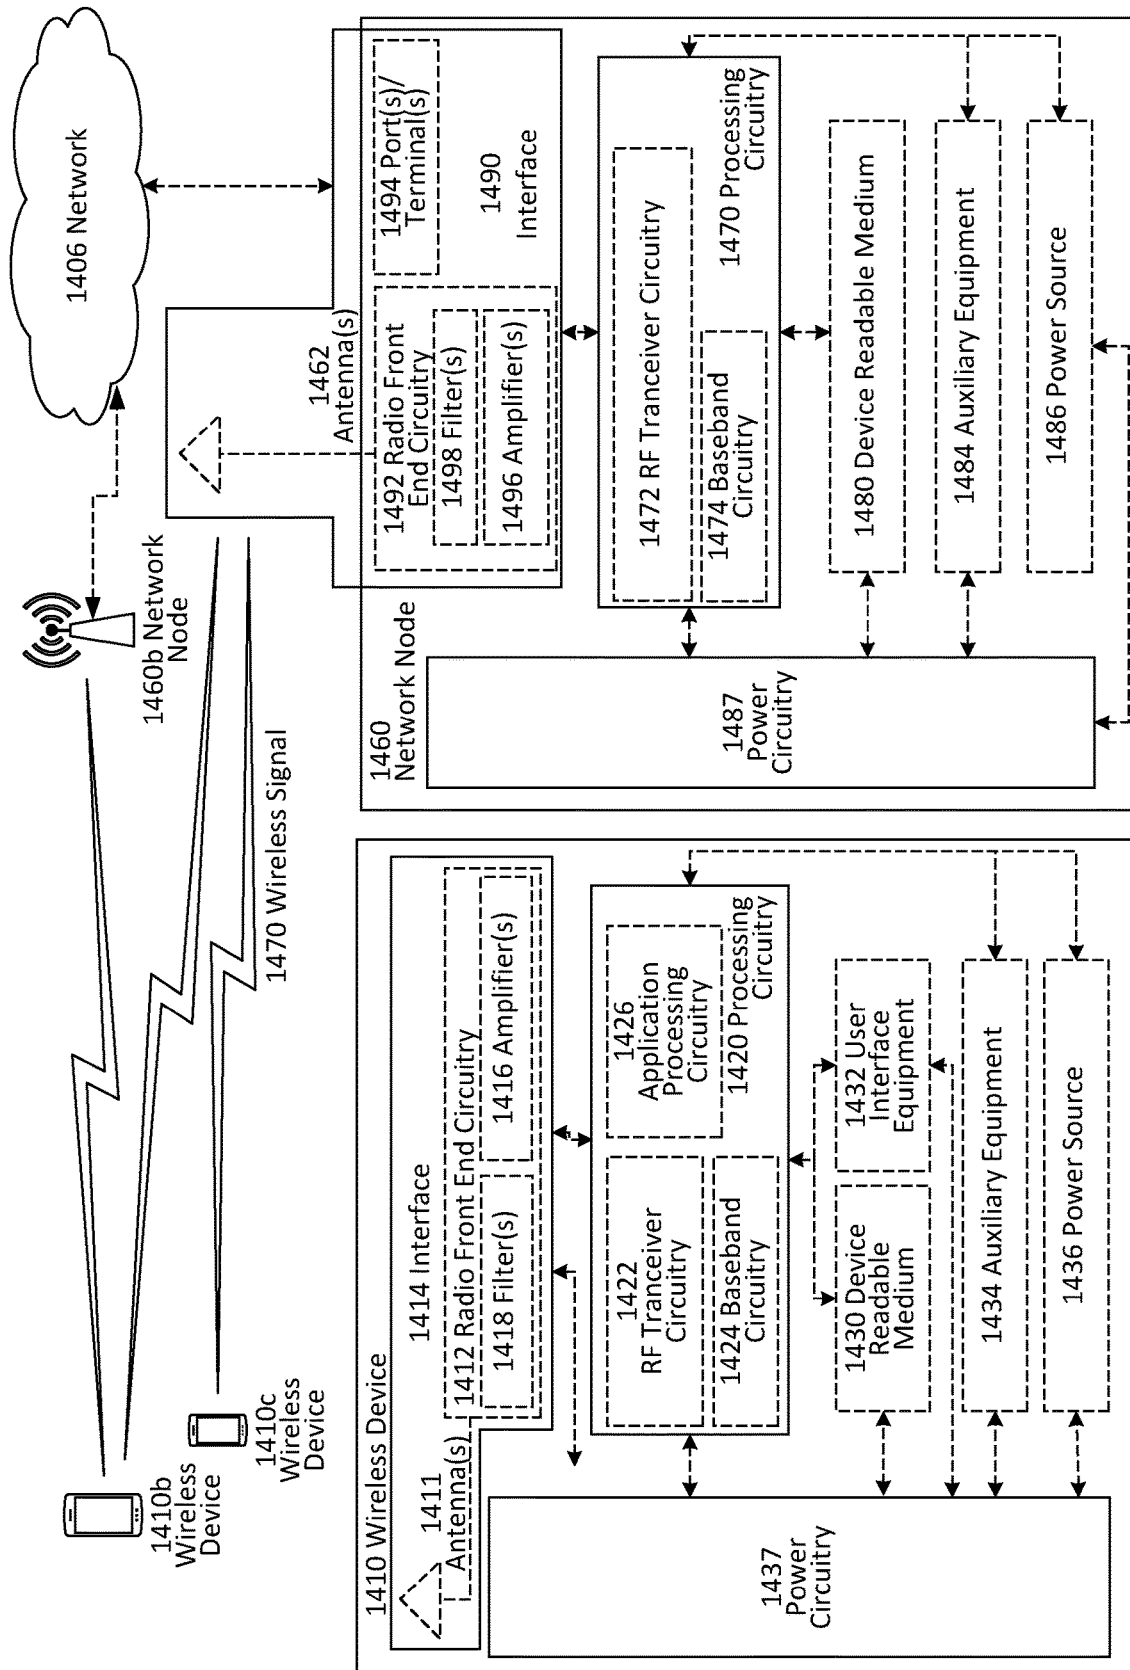 1406 Network
1460b Network
Node
1410b
Wireless
Device
1410c
Wireless
Device
1470 Wireless Signal
1410 Wireless Device
1411
Antenna(s)
1414 Interface
1412 Radio Front End Circuitry
1418 Filter(s)
1416 Amplifier(s)
1422
RF Tranceiver
Circuitry
1424 Baseband
Circuitry
1426
Application
Processing
Circuitry
1420 Processing
Circuitry
1430 Device
Readable
Medium
1432 User
Interface
Equipment
1434 Auxiliary Equipment
1436 Power Source
1437
Power
Circuitry
1460
Network Node
1462
Antenna(s)
1492 Radio Front
End Circuitry
1498 Filter(s)
1496 Amplifier(s)
1494 Port(s)/
Terminal(s)
1490
Interface
1472 RF Tranceiver Circuitry
1474 Baseband
Circuitry
1470 Processing
Circuitry
1480 Device Readable Medium
1484 Auxiliary Equipment
1486 Power Source
1487
Power
Circuitry